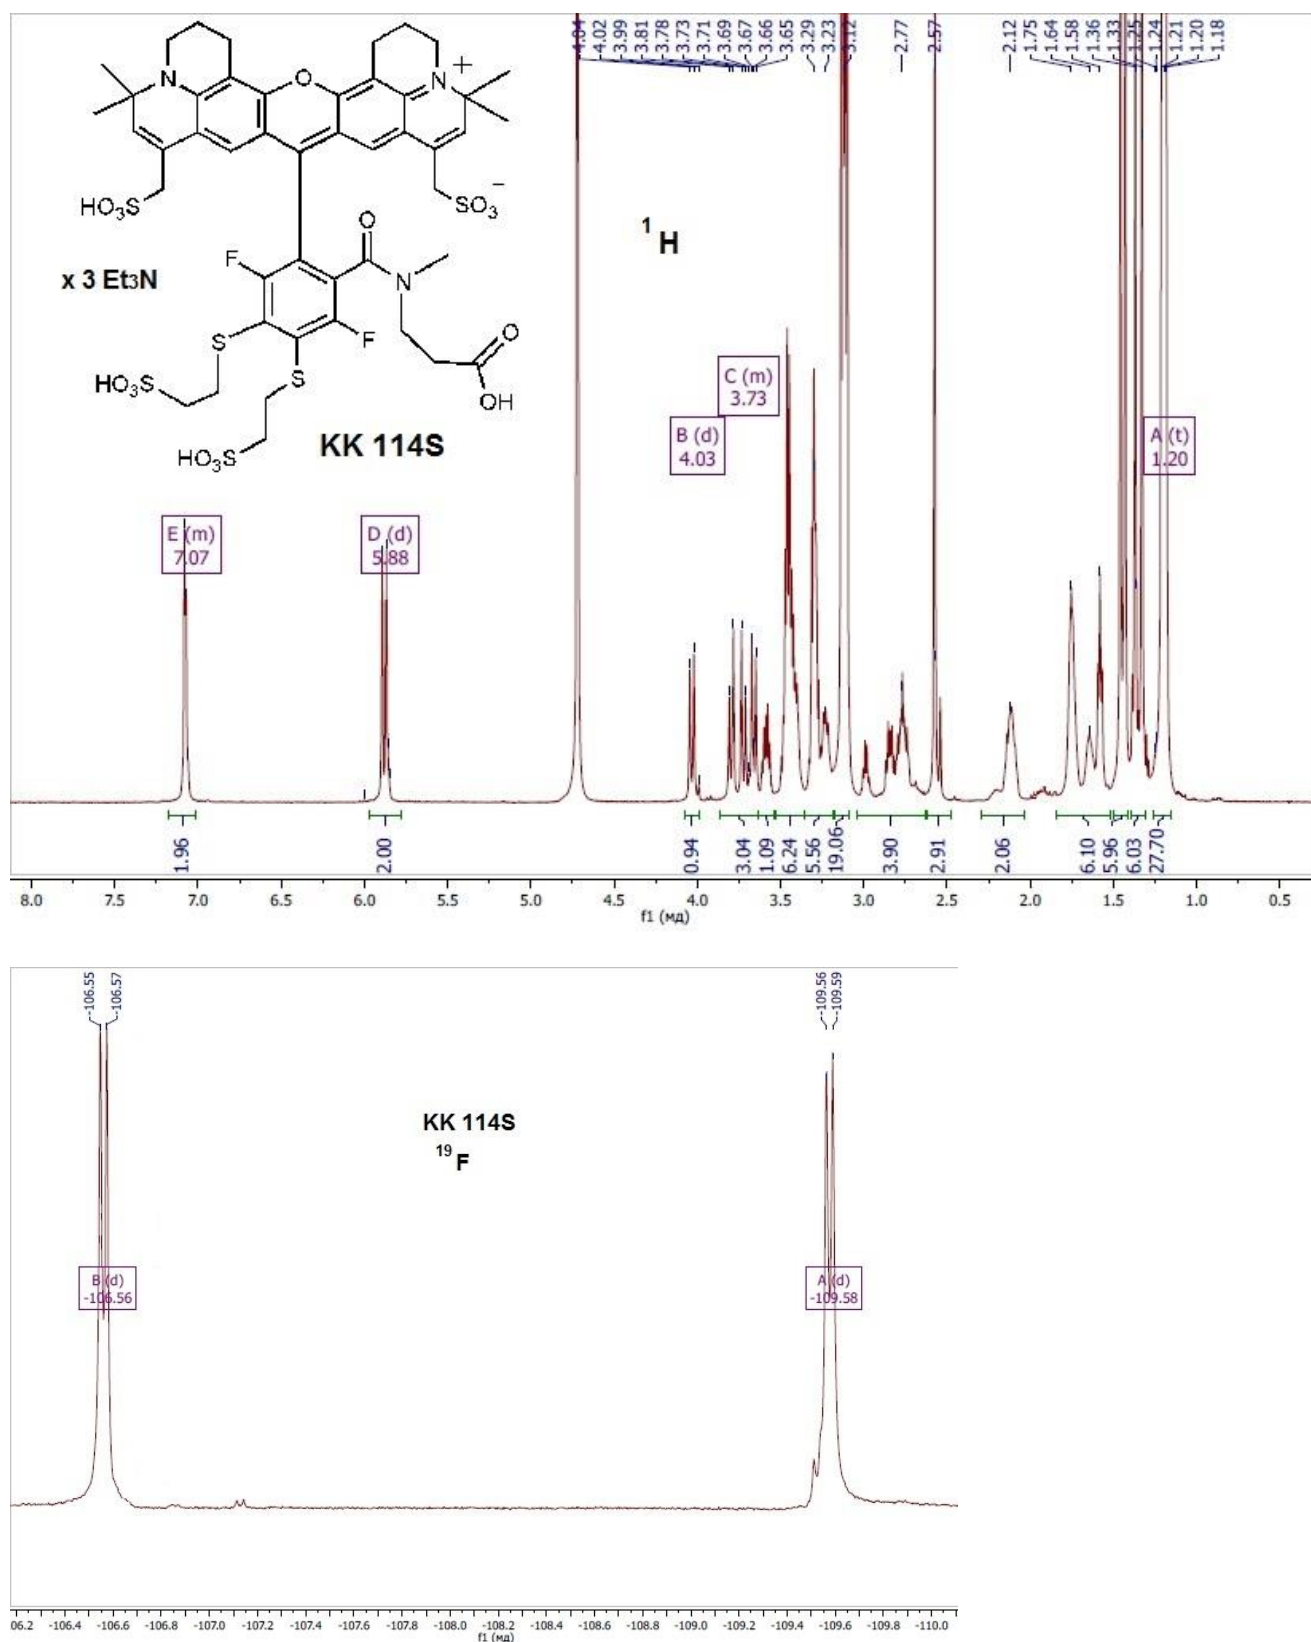 4.04
4.02
3.99
3.81
3.78
3.73
3.71
3.69
3.67
3.66
3.65
3.29
3.23
3.12
2.77
2.57
2.12
1.75
1.64
1.58
1.36
1.33
1.25
1.24
1.21
1.20
1.18
O
N
N
+
HO3S
SO3
−
O
F
N
x 3 Et3N
F
S
O
HO3S
S
OH
HO3S
KK 114S
1 H
C (m)
3.73
B (d)
4.03
A (t)
1.20
E (m)
7.07
D (d)
5.88
1.96
2.00
0.94
3.04
1.09
6.24
5.56
19.06
3.90
2.91
2.06
6.10
5.96
6.03
27.70
8.0 7.5 7.0 6.5 6.0 5.5 5.0 4.5 4.0 3.5 3.0 2.5 2.0 1.5 1.0 0.5
f1 (мд)
-106.55
-106.57
-109.56
-109.59
KK 114S
19 F
B (d)
-106.56
A (d)
-109.58
06.2 -106.4 -106.6 -106.8 -107.0 -107.2 -107.4 -107.6 -107.8 -108.0 -108.2 -108.4 -108.6 -108.8 -109.0 -109.2 -109.4 -109.6 -109.8 -110.0
f1 (мд)